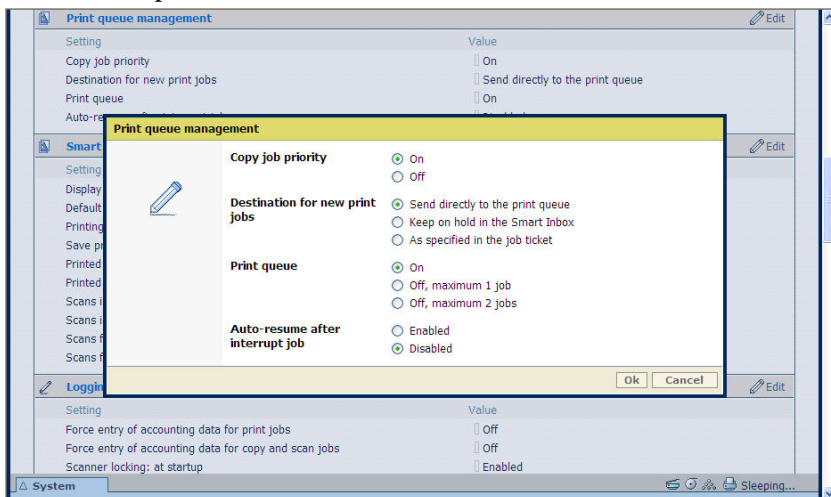 Print queue management Edit
Setting Value
Copy job priority On
Destination for new print jobs Send directly to the print queue
Print queue On
Auto-re
Print queue management
Copy job priority On
Off
Destination for new print jobs Send directly to the print queue
Keep on hold in the Smart Inbox
As specified in the job ticket
Print queue On
Off, maximum 1 job
Off, maximum 2 jobs
Auto-resume after interrupt job Enabled
Disabled
Ok Cancel
Smart Edit
Setting
Display
Default
Printing
Save pr
Printed
Printed
Scans i
Scans i
Scans f
Scans f
Loggin Edit
Setting Value
Force entry of accounting data for print jobs Off
Force entry of accounting data for copy and scan jobs Off
Scanner locking: at startup Enabled
System Sleeping...